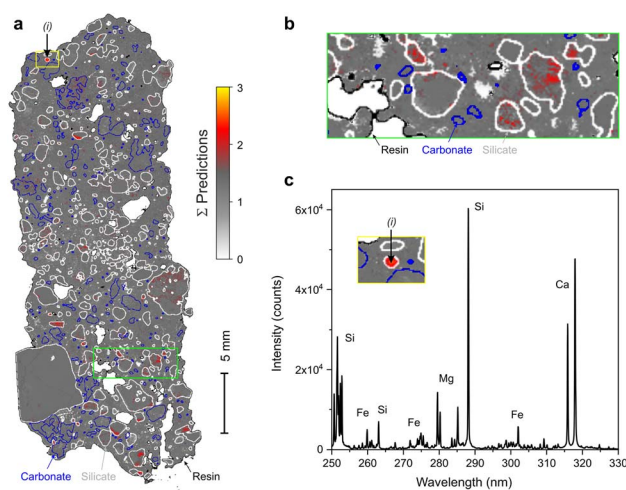 a
(i)
3
2
1
0
Σ Predictions
5 mm
Carbonate
Silicate
Resin
b
Resin
Carbonate
Silicate
c
6x10⁴
4x10⁴
2x10⁴
0
Intensity (counts)
(i)
Si
Si
Ca
Mg
Fe
Si
Fe
Fe
250 260 270 280 290 300 310 320 330
Wavelength (nm)